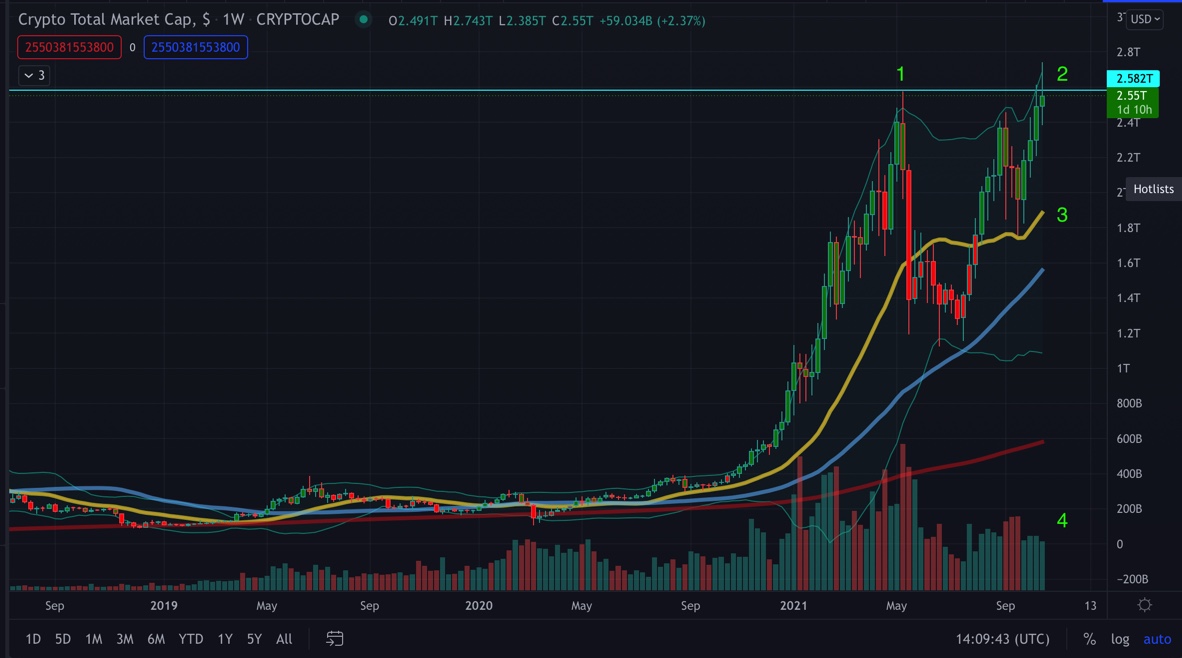 Crypto Total Market Cap, $ · 1W · CRYPTOCAP O2.491T H2.743T L2.385T C2.55T +59.034B (+2.37%)
2550381553800 0 2550381553800
3
USD
2.8T
1
2
2.582T
2.55T
1d 10h
2.4T
2.2T
Hotlists
3
1.8T
1.6T
1.4T
1.2T
1T
800B
600B
400B
200B
4
0
−200B
Sep 2019 May Sep 2020 May Sep 2021 May Sep 13
1D 5D 1M 3M 6M YTD 1Y 5Y All 14:09:43 (UTC) % log auto